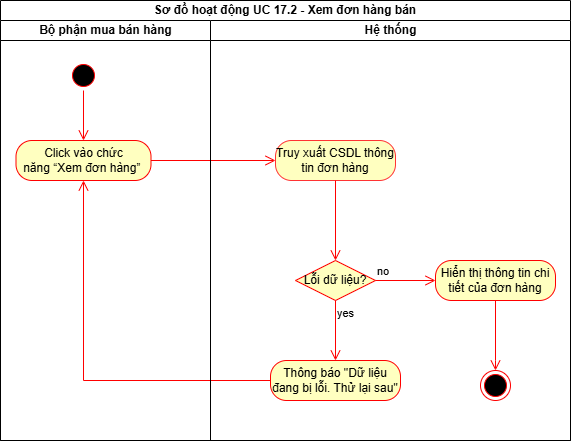 Sơ đồ hoạt động UC 17.2 - Xem đơn hàng bán
Bộ phận mua bán hàng
Hệ thống
Click vào chức
năng “Xem đơn hàng”
Truy xuất CSDL thông
tin đơn hàng
Lỗi dữ liệu?
no
Hiển thị thông tin chi
tiết của đơn hàng
yes
Thông báo "Dữ liệu
đang bị lỗi. Thử lại sau"